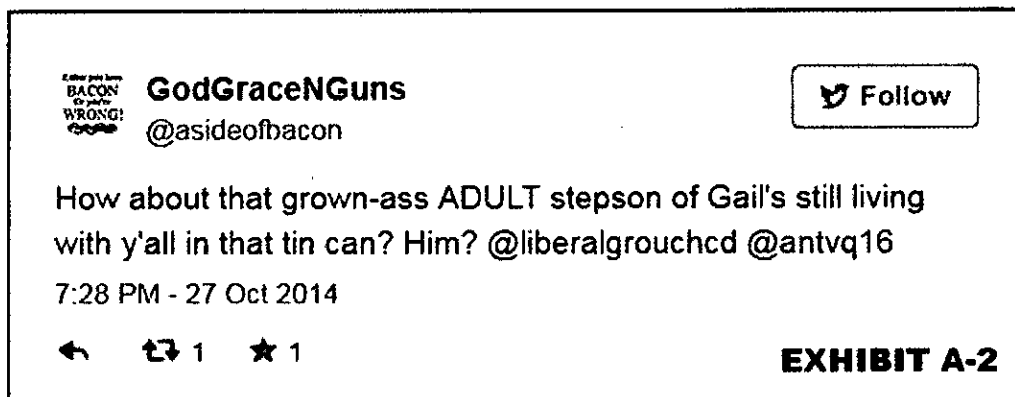 BACON
WRONG!
GodGraceNGuns
@asideofbacon
Follow
How about that grown-ass ADULT stepson of Gail's still living
with y'all in that tin can? Him? @liberalgrouchcd @antvq16
7:28 PM - 27 Oct 2014
1 1
EXHIBIT A-2